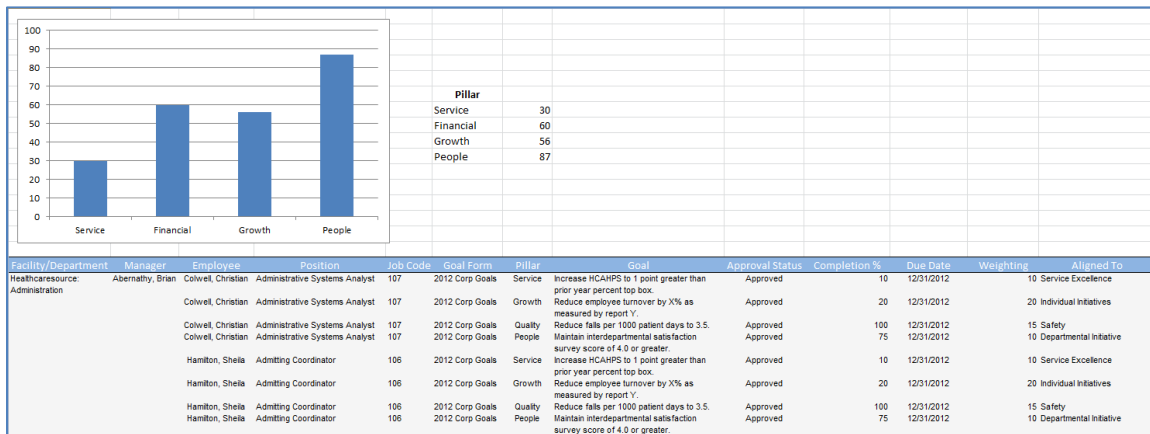 100
90
80
70
60
50
40
30
20
10
0
Service Financial Growth People
Pillar
Service 30
Financial 60
Growth 56
People 87
Facility/Department Manager Employee Position Job Code Goal Form Pillar Goal Approval Status Completion % Due Date Weighting Aligned To
Healthcaresource: Abernathy, Brian Colwell, Christian Administrative Systems Analyst 107 2012 Corp Goals Service Increase HCAHPS to 1 point greater than Approved 10 12/31/2012 10 Service Excellence
Administration prior year percent top box.
Colwell, Christian Administrative Systems Analyst 107 2012 Corp Goals Growth Reduce employee turnover by X% as Approved 20 12/31/2012 20 Individual Initiatives
measured by report Y.
Colwell, Christian Administrative Systems Analyst 107 2012 Corp Goals Quality Reduce falls per 1000 patient days to 3.5. Approved 100 12/31/2012 15 Safety
Colwell, Christian Administrative Systems Analyst 107 2012 Corp Goals People Maintain interdepartmental satisfaction Approved 75 12/31/2012 10 Departmental Initiative
survey score of 4.0 or greater.
Hamilton, Sheila Admitting Coordinator 106 2012 Corp Goals Service Increase HCAHPS to 1 point greater than Approved 10 12/31/2012 10 Service Excellence
prior year percent top box.
Hamilton, Sheila Admitting Coordinator 106 2012 Corp Goals Growth Reduce employee turnover by X% as Approved 20 12/31/2012 20 Individual Initiatives
measured by report Y.
Hamilton, Sheila Admitting Coordinator 106 2012 Corp Goals Quality Reduce falls per 1000 patient days to 3.5. Approved 100 12/31/2012 15 Safety
Hamilton, Sheila Admitting Coordinator 106 2012 Corp Goals People Maintain interdepartmental satisfaction Approved 75 12/31/2012 10 Departmental Initiative
survey score of 4.0 or greater.